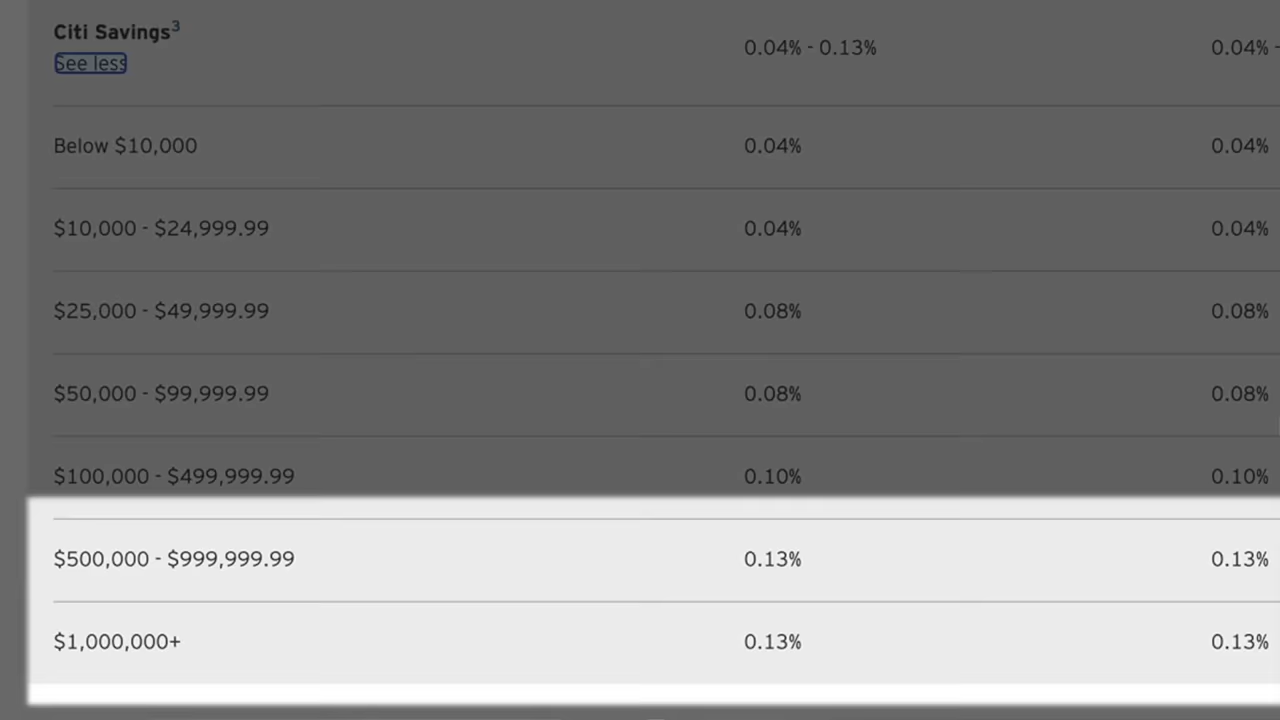 Citi Savings3
See less
0.04% - 0.13% 0.04% -
Below $10,000 0.04% 0.04%
$10,000 - $24,999.99 0.04% 0.04%
$25,000 - $49,999.99 0.08% 0.08%
$50,000 - $99,999.99 0.08% 0.08%
$100,000 - $499,999.99 0.10% 0.10%
$500,000 - $999,999.99 0.13% 0.13%
$1,000,000+ 0.13% 0.13%